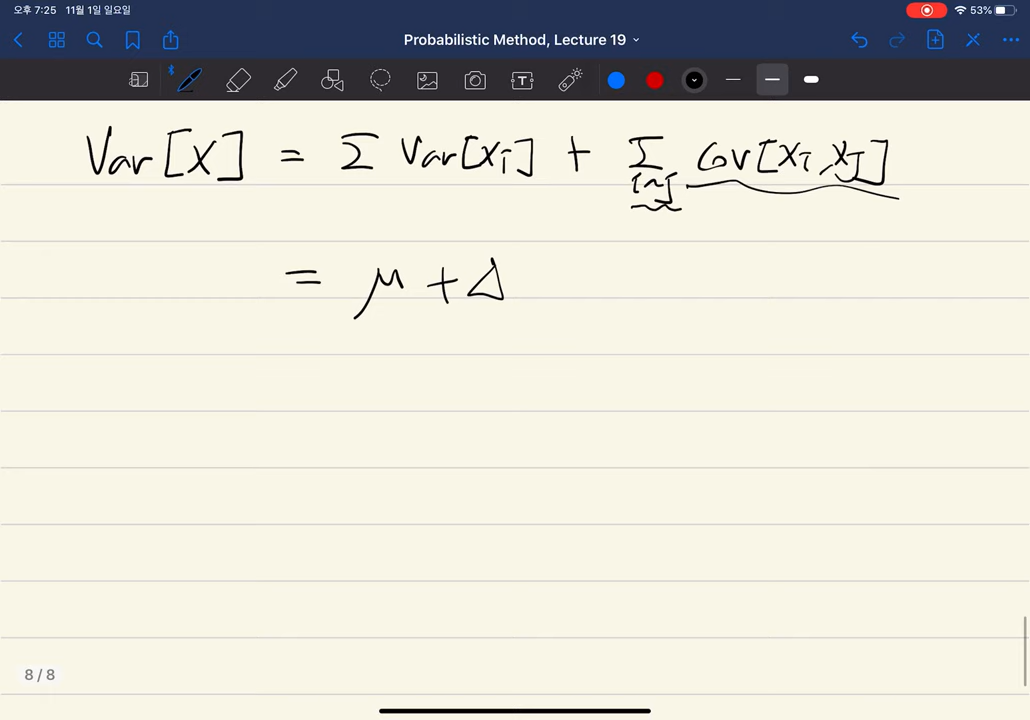 오후 7:25 11월 1일 일요일
53%
Probabilistic Method, Lecture 19
T
Var[X] = Σ Var[Xi] + Σ Cov[Xi, Xj]
i~j
= μ + Δ
8 / 8